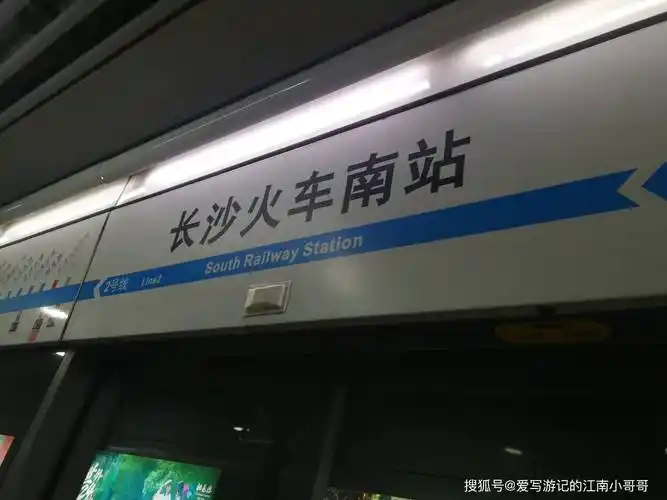 长沙火车南站
South Railway Station
2号线 Line2
搜狐号@爱写游记的江南小哥哥